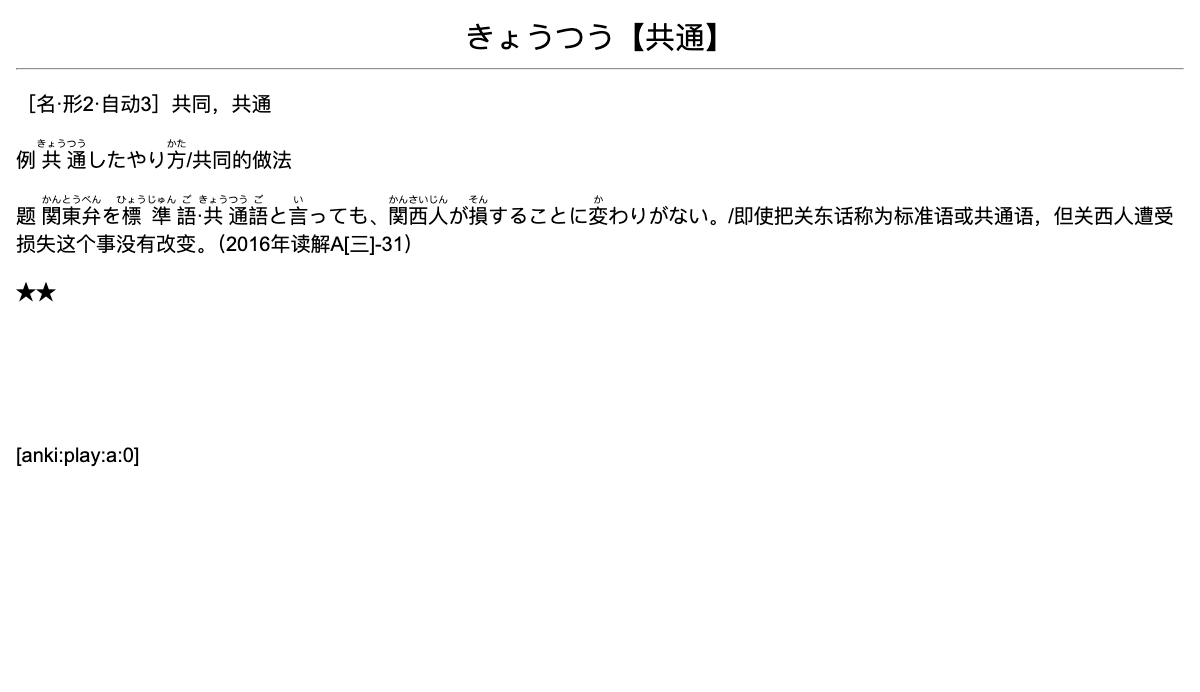 きょうつう【共通】
［名·形2·自动3］共同，共通
きょうつう かた
例 共通したやり方/共同的做法
かんとうべん ひょうじゅん ご きょうつう ご い かんさいじん そん か
题 関東弁を標準語·共通語と言っても、関西人が損することに変わりがない。/即使把关东话称为标准语或共通语，但关西人遭受
损失这个事没有改变。（2016年读解A[三]-31）
★★
[anki:play:a:0]